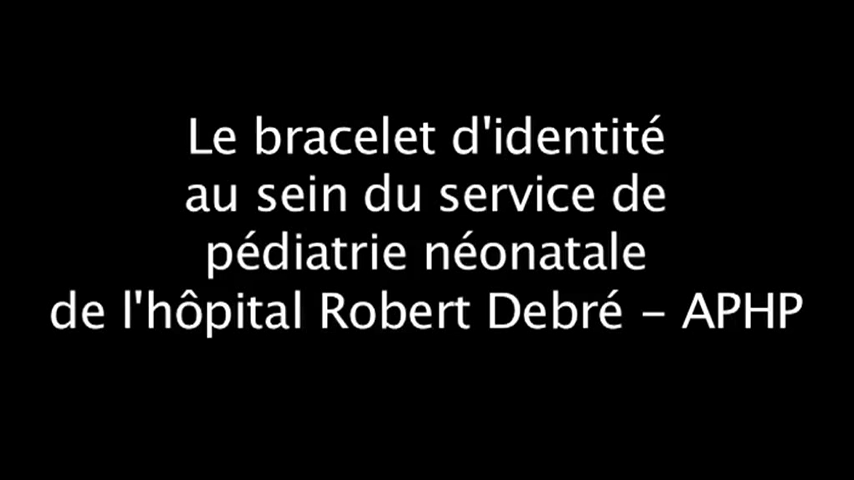 Le bracelet d'identité
au sein du service de
pédiatrie néonatale
de l'hôpital Robert Debré - APHP